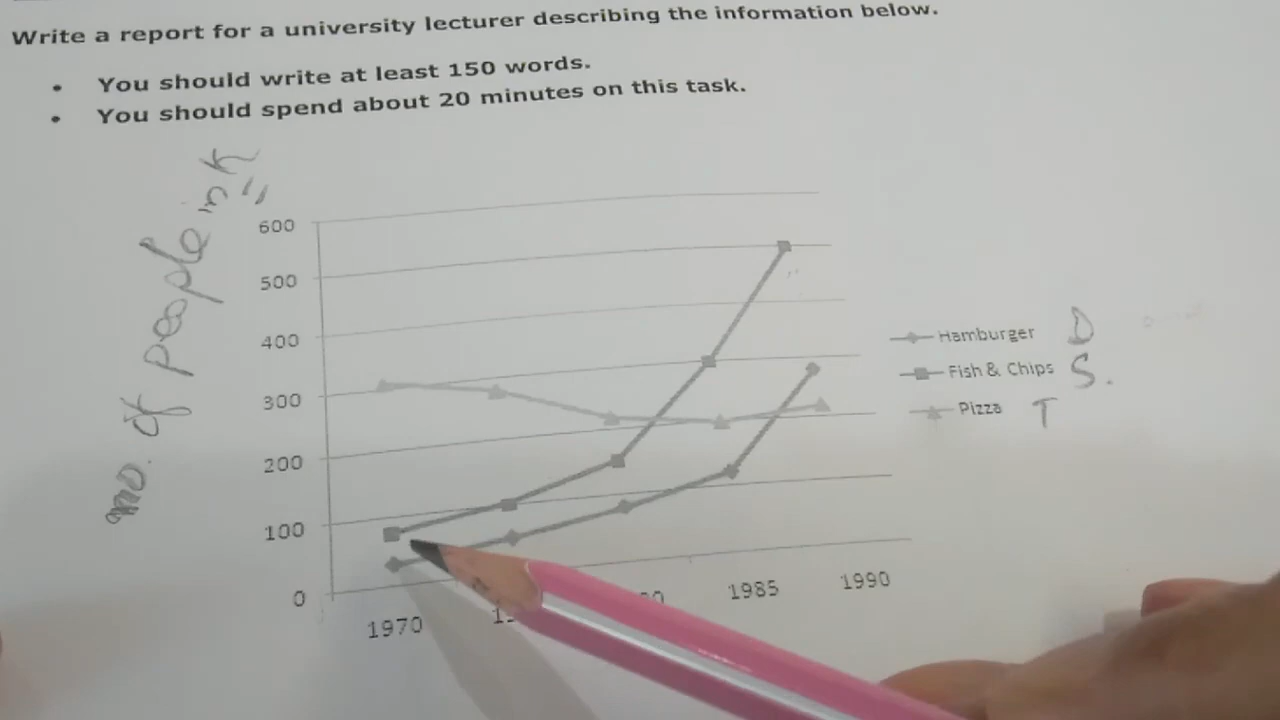 Write a report for a university lecturer describing the information below.
• You should write at least 150 words.
• You should spend about 20 minutes on this task.
no. of people in
600
500
400
300
200
100
0
1970
1985
1990
Hamburger D
Fish & Chips S.
Pizza T